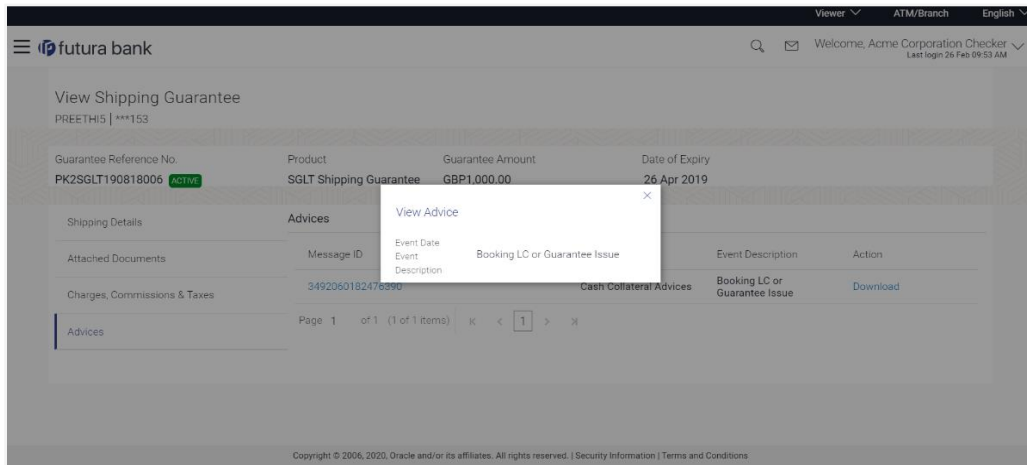 Viewer ATM/Branch English
futura bank
Welcome, Acme Corporation Checker
Last login 26 Feb 09:53 AM
View Shipping Guarantee
PREETHI5 | ***153
Guarantee Reference No. Product Guarantee Amount Date of Expiry
PK2SGLT190818006 ACTIVE SGLT Shipping Guarantee GBP1,000.00 26 Apr 2019
Shipping Details
Attached Documents
Charges, Commissions & Taxes
Advices
Advices
Message ID Event Description Action
3492060182476390 Cash Collateral Advices Booking LC or Guarantee Issue Download
Page 1 of 1 (1 of 1 items) K < 1 > X
View Advice
Event Date
Event Description Booking LC or Guarantee Issue
Copyright © 2006, 2020, Oracle and/or its affiliates. All rights reserved. | Security Information | Terms and Conditions